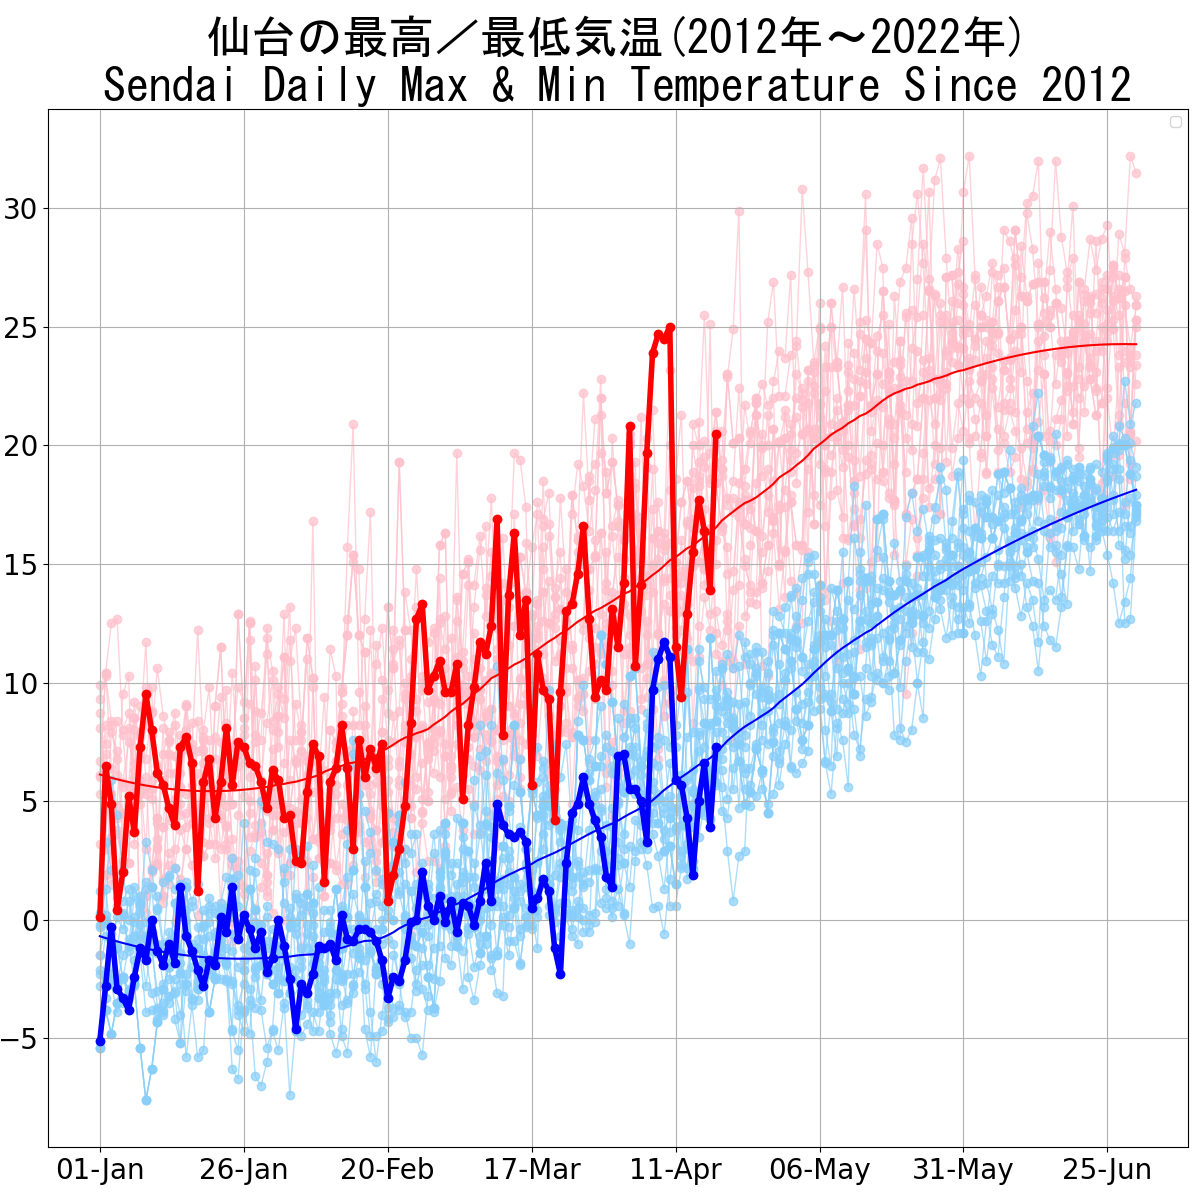 仙台の最高／最低気温(2012年～2022年)
Sendai Daily Max & Min Temperature Since 2012
30
25
20
15
10
5
0
−5
01-Jan 26-Jan 20-Feb 17-Mar 11-Apr 06-May 31-May 25-Jun